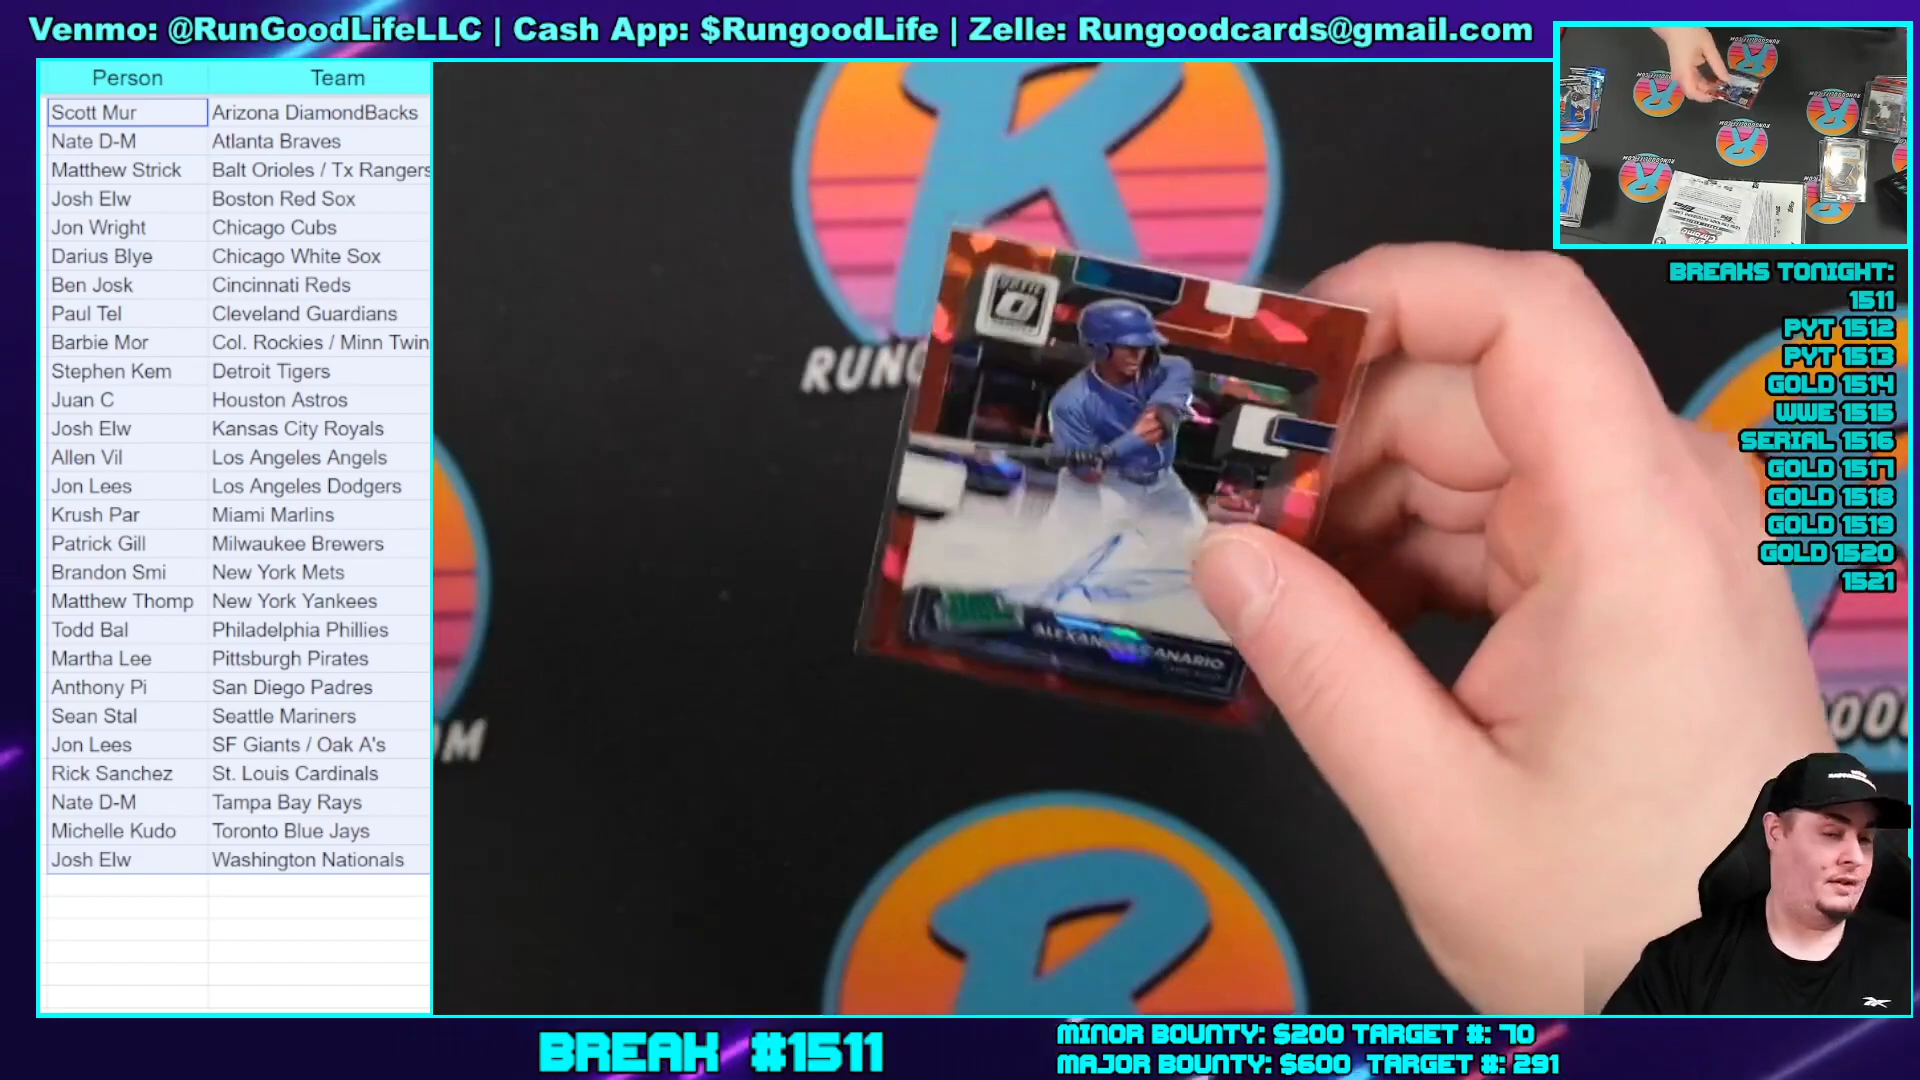 Venmo: @RunGoodLifeLLC | Cash App: $RungoodLife | Zelle: Rungoodcards@gmail.com
Person Team
Scott Mur Arizona DiamondBacks
Nate D-M Atlanta Braves
Matthew Strick Balt Orioles / Tx Rangers
Josh Elw Boston Red Sox
Jon Wright Chicago Cubs
Darius Blye Chicago White Sox
Ben Josk Cincinnati Reds
Paul Tel Cleveland Guardians
Barbie Mor Col. Rockies / Minn Twin
Stephen Kem Detroit Tigers
Juan C Houston Astros
Josh Elw Kansas City Royals
Allen Vil Los Angeles Angels
Jon Lees Los Angeles Dodgers
Krush Par Miami Marlins
Patrick Gill Milwaukee Brewers
Brandon Smi New York Mets
Matthew Thomp New York Yankees
Todd Bal Philadelphia Phillies
Martha Lee Pittsburgh Pirates
Anthony Pi San Diego Padres
Sean Stal Seattle Mariners
Jon Lees SF Giants / Oak A's
Rick Sanchez St. Louis Cardinals
Nate D-M Tampa Bay Rays
Michelle Kudo Toronto Blue Jays
Josh Elw Washington Nationals
R
CANARIO
R
BREAKS TONIGHT:
1511
PYT 1512
PYT 1513
GOLD 1514
WWE 1515
SERIAL 1516
GOLD 1517
GOLD 1518
GOLD 1519
GOLD 1520
1521
BREAK #1511
MINOR BOUNTY: $200 TARGET #: 70
MAJOR BOUNTY: $600 TARGET #: 291